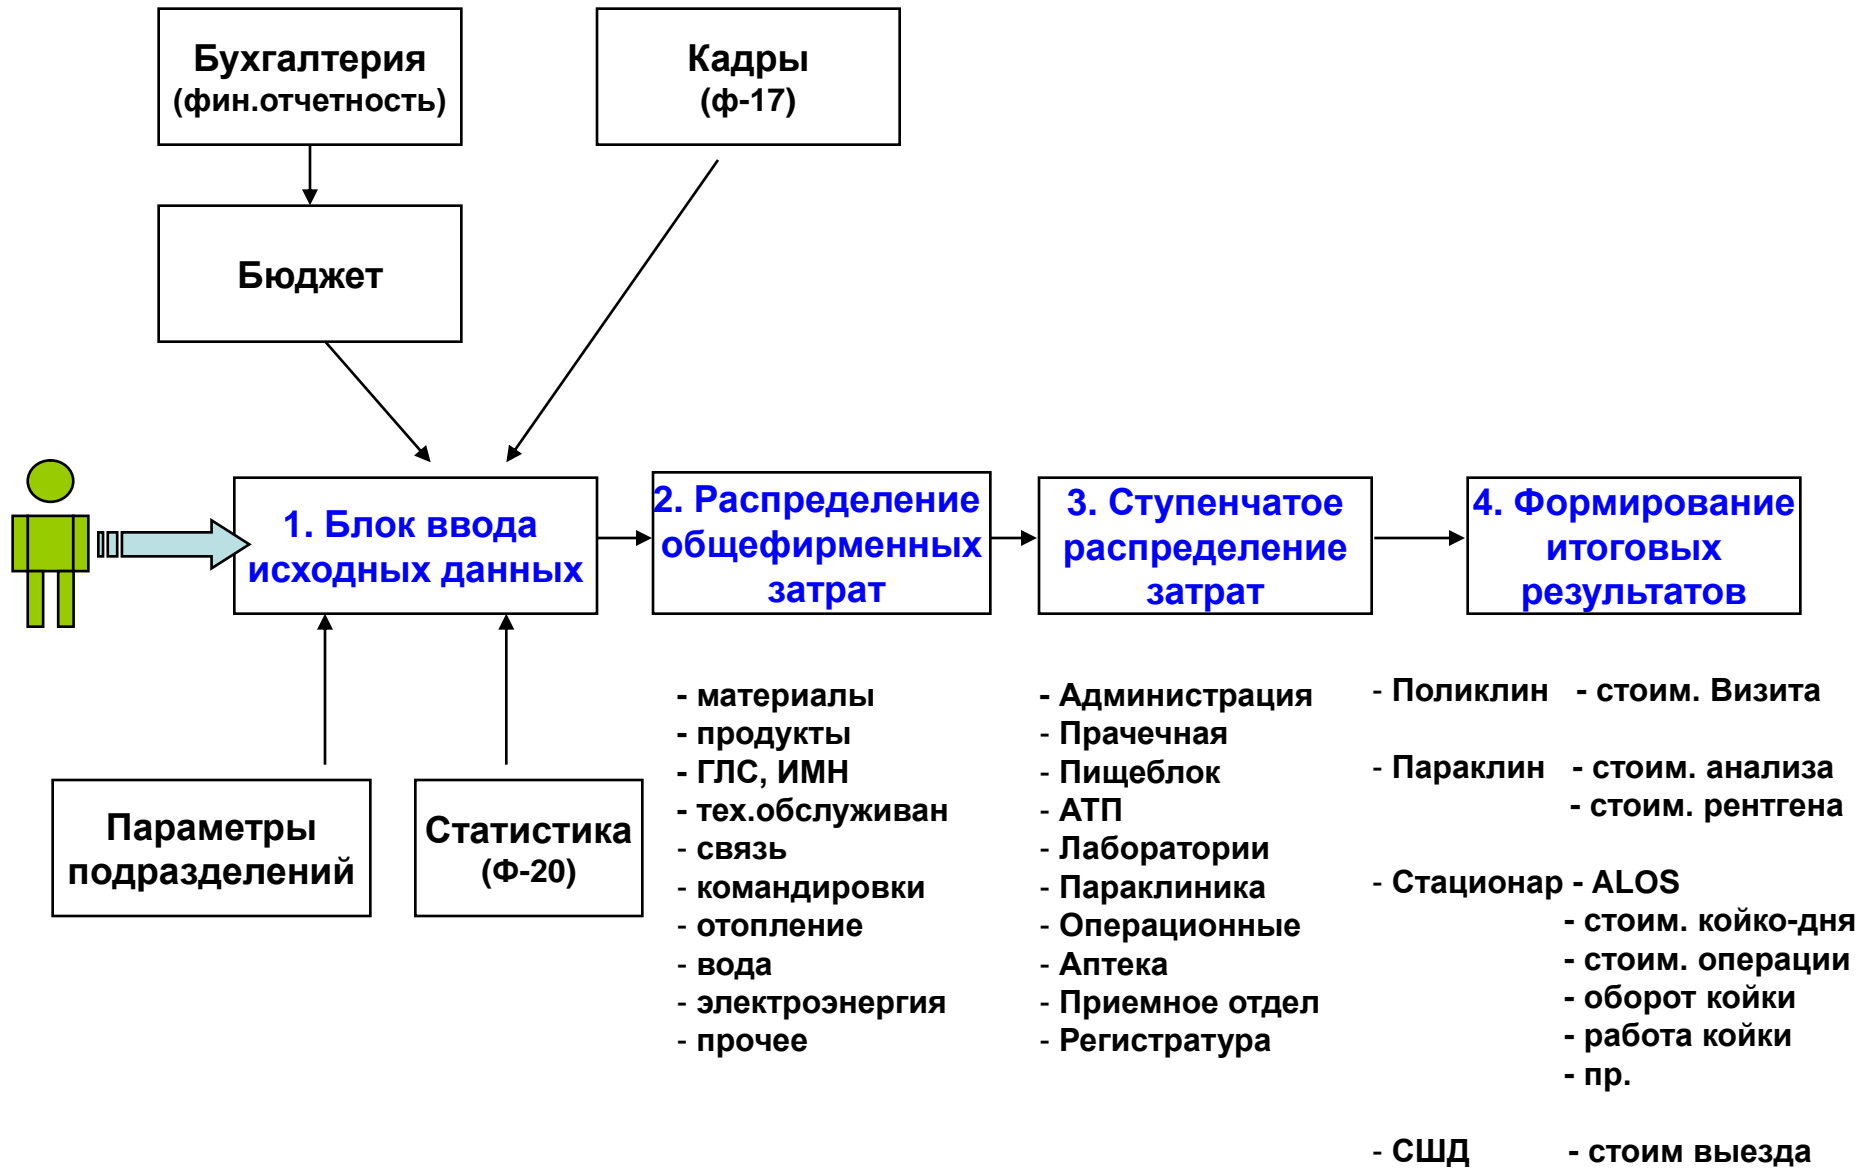 Бухгалтерия
(фин.отчетность)
Кадры
(ф-17)
Бюджет
1. Блок ввода
исходных данных
2. Распределение
общефирменных
затрат
3. Ступенчатое
распределение
затрат
4. Формирование
итоговых
результатов
Параметры
подразделений
Статистика
(Ф-20)
- материалы
- продукты
- ГЛС, ИМН
- тех.обслуживан
- связь
- командировки
- отопление
- вода
- электроэнергия
- прочее
- Администрация
- Прачечная
- Пищеблок
- АТП
- Лаборатории
- Параклиника
- Операционные
- Аптека
- Приемное отдел
- Регистратура
- Поликлин - стоим. Визита
- Параклин - стоим. анализа
- стоим. рентгена
- Стационар - ALOS
- стоим. койко-дня
- стоим. операции
- оборот койки
- работа койки
- пр.
- СШД - стоим выезда